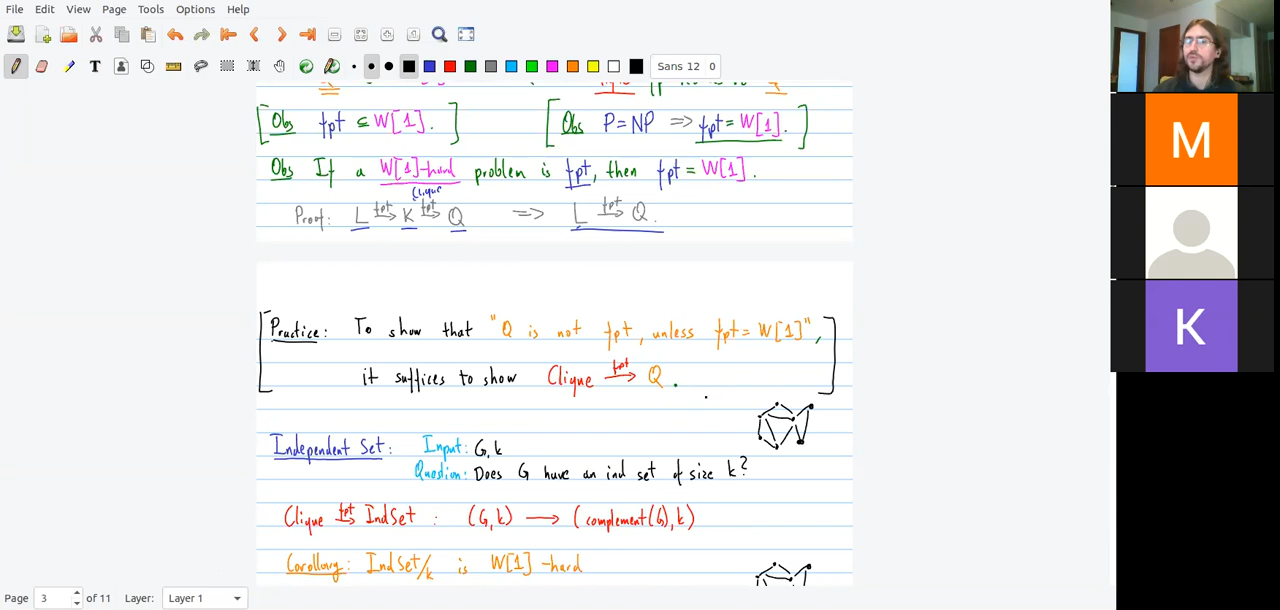 File Edit View Page Tools Options Help
T Sans 12 0
Obs fpt ⊆ W[1]. Obs P=NP => fpt = W[1].
Obs If a W[1]-hard problem is fpt, then fpt = W[1].
Clique
Proof: L fpt→ K fpt→ Q => L fpt→ Q.
Practice: To show that "Q is not fpt, unless fpt = W[1]",
it suffices to show Clique fpt→ Q.
Independent Set: Input: G, k
Question: Does G have an ind set of size k?
Clique fpt→ IndSet : (G, k) → (complement(G), k)
Corollary: IndSet/k is W[1]-hard
Page 3 of 11 Layer: Layer 1
M
K